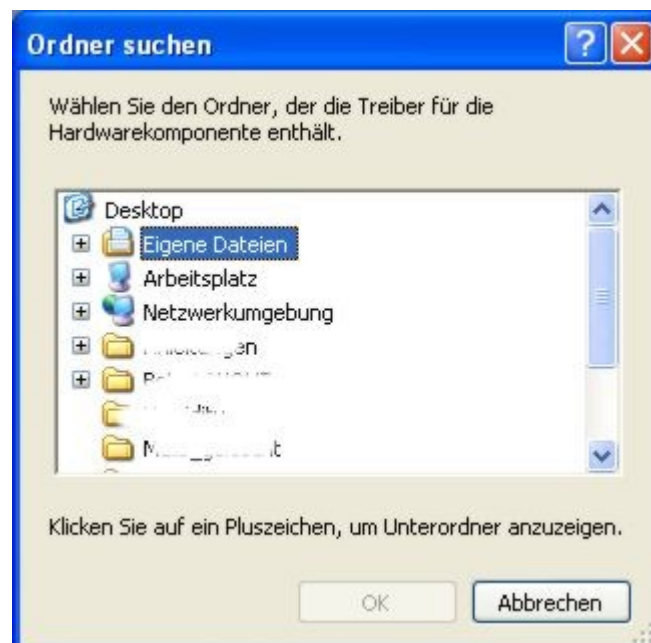 Ordner suchen
Wählen Sie den Ordner, der die Treiber für die
Hardwarekomponente enthält.
Desktop
Eigene Dateien
Arbeitsplatz
Netzwerkumgebung
Klicken Sie auf ein Pluszeichen, um Unterordner anzuzeigen.
OK
Abbrechen